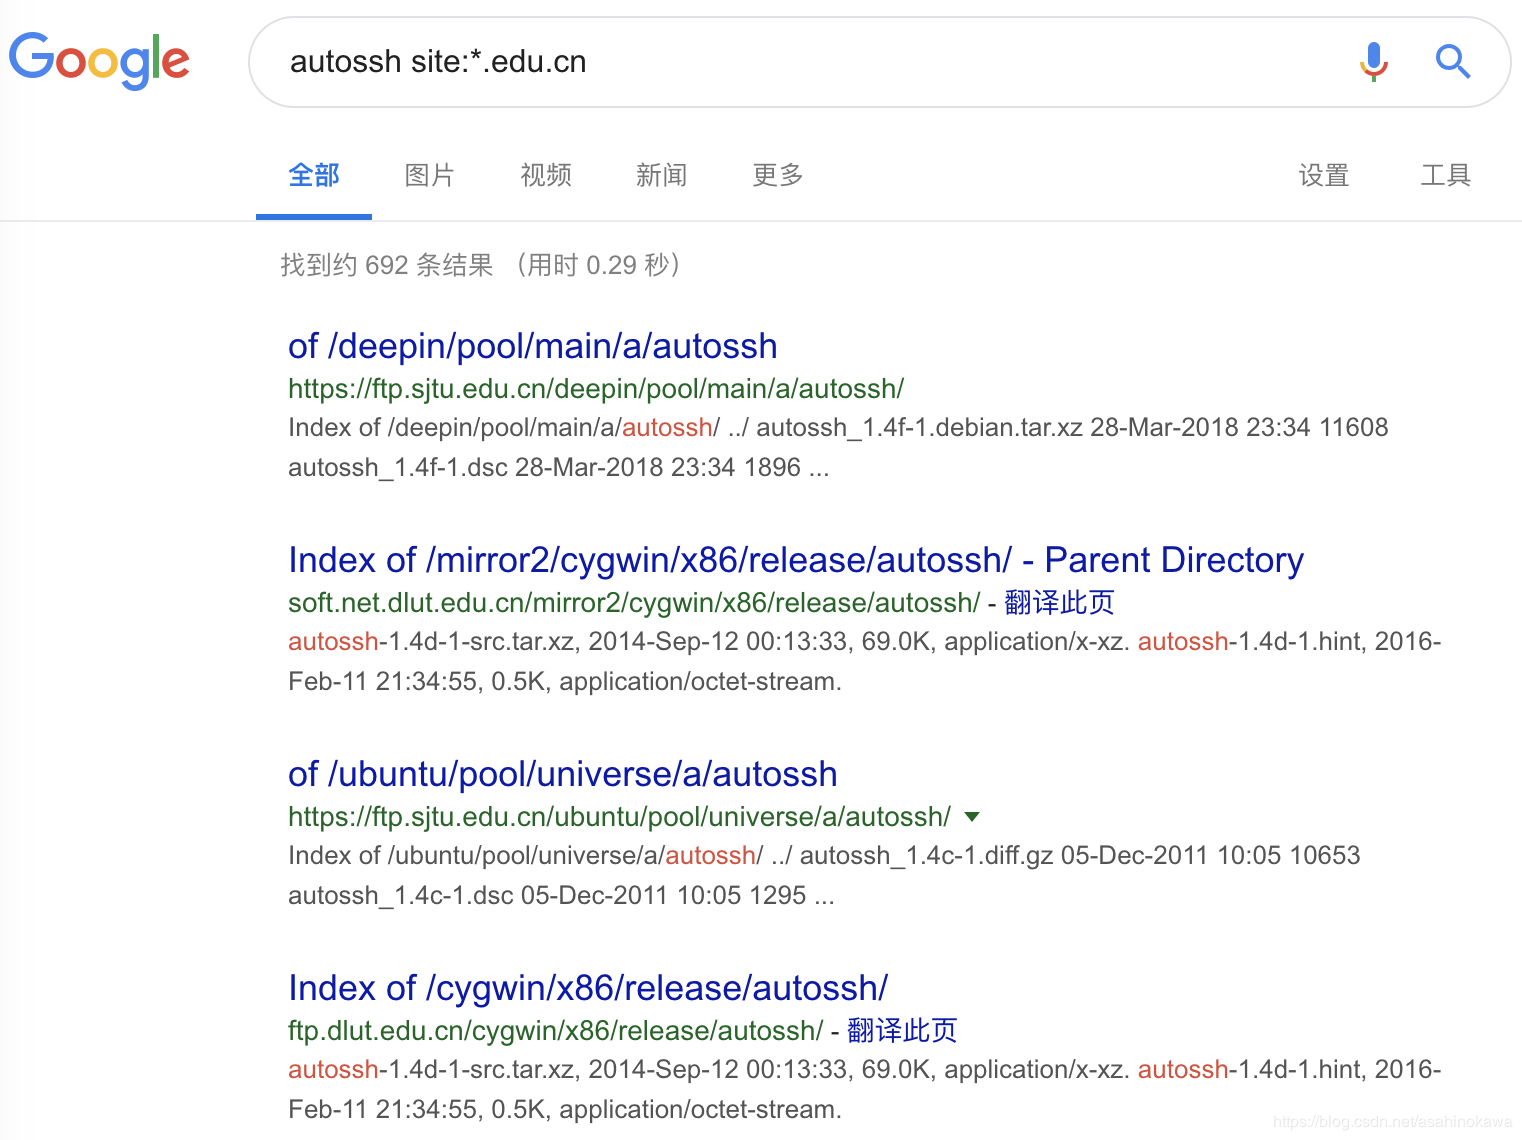 Google
autossh site:*.edu.cn
全部 图片 视频 新闻 更多 设置 工具
找到约 692 条结果 （用时 0.29 秒）
of /deepin/pool/main/a/autossh
https://ftp.sjtu.edu.cn/deepin/pool/main/a/autossh/
Index of /deepin/pool/main/a/autossh/ ../ autossh_1.4f-1.debian.tar.xz 28-Mar-2018 23:34 11608
autossh_1.4f-1.dsc 28-Mar-2018 23:34 1896 ...
Index of /mirror2/cygwin/x86/release/autossh/ - Parent Directory
soft.net.dlut.edu.cn/mirror2/cygwin/x86/release/autossh/ - 翻译此页
autossh-1.4d-1-src.tar.xz, 2014-Sep-12 00:13:33, 69.0K, application/x-xz. autossh-1.4d-1.hint, 2016-
Feb-11 21:34:55, 0.5K, application/octet-stream.
of /ubuntu/pool/universe/a/autossh
https://ftp.sjtu.edu.cn/ubuntu/pool/universe/a/autossh/
Index of /ubuntu/pool/universe/a/autossh/ ../ autossh_1.4c-1.diff.gz 05-Dec-2011 10:05 10653
autossh_1.4c-1.dsc 05-Dec-2011 10:05 1295 ...
Index of /cygwin/x86/release/autossh/
ftp.dlut.edu.cn/cygwin/x86/release/autossh/ - 翻译此页
autossh-1.4d-1-src.tar.xz, 2014-Sep-12 00:13:33, 69.0K, application/x-xz. autossh-1.4d-1.hint, 2016-
Feb-11 21:34:55, 0.5K, application/octet-stream.
https://blog.csdn.net/asahinokawa